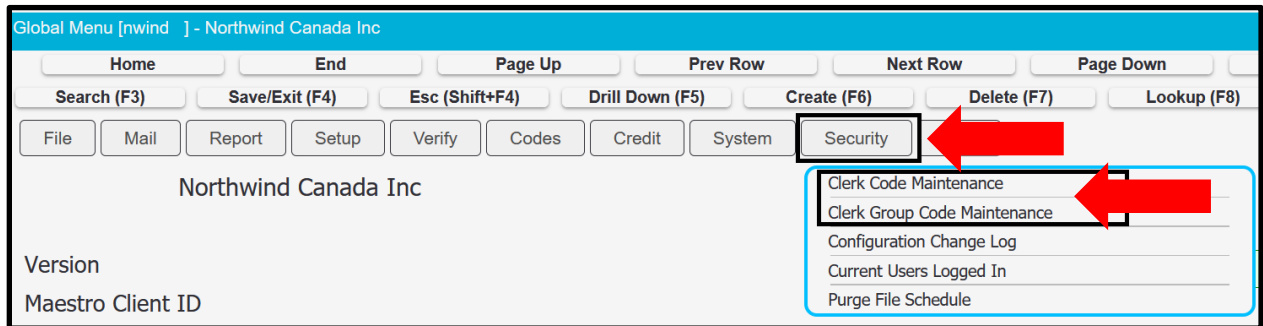 Global Menu [nwind ] - Northwind Canada Inc
Home End Page Up Prev Row Next Row Page Down
Search (F3) Save/Exit (F4) Esc (Shift+F4) Drill Down (F5) Create (F6) Delete (F7) Lookup (F8)
File Mail Report Setup Verify Codes Credit System Security
Northwind Canada Inc
Clerk Code Maintenance
Clerk Group Code Maintenance
Configuration Change Log
Version
Current Users Logged In
Maestro Client ID
Purge File Schedule